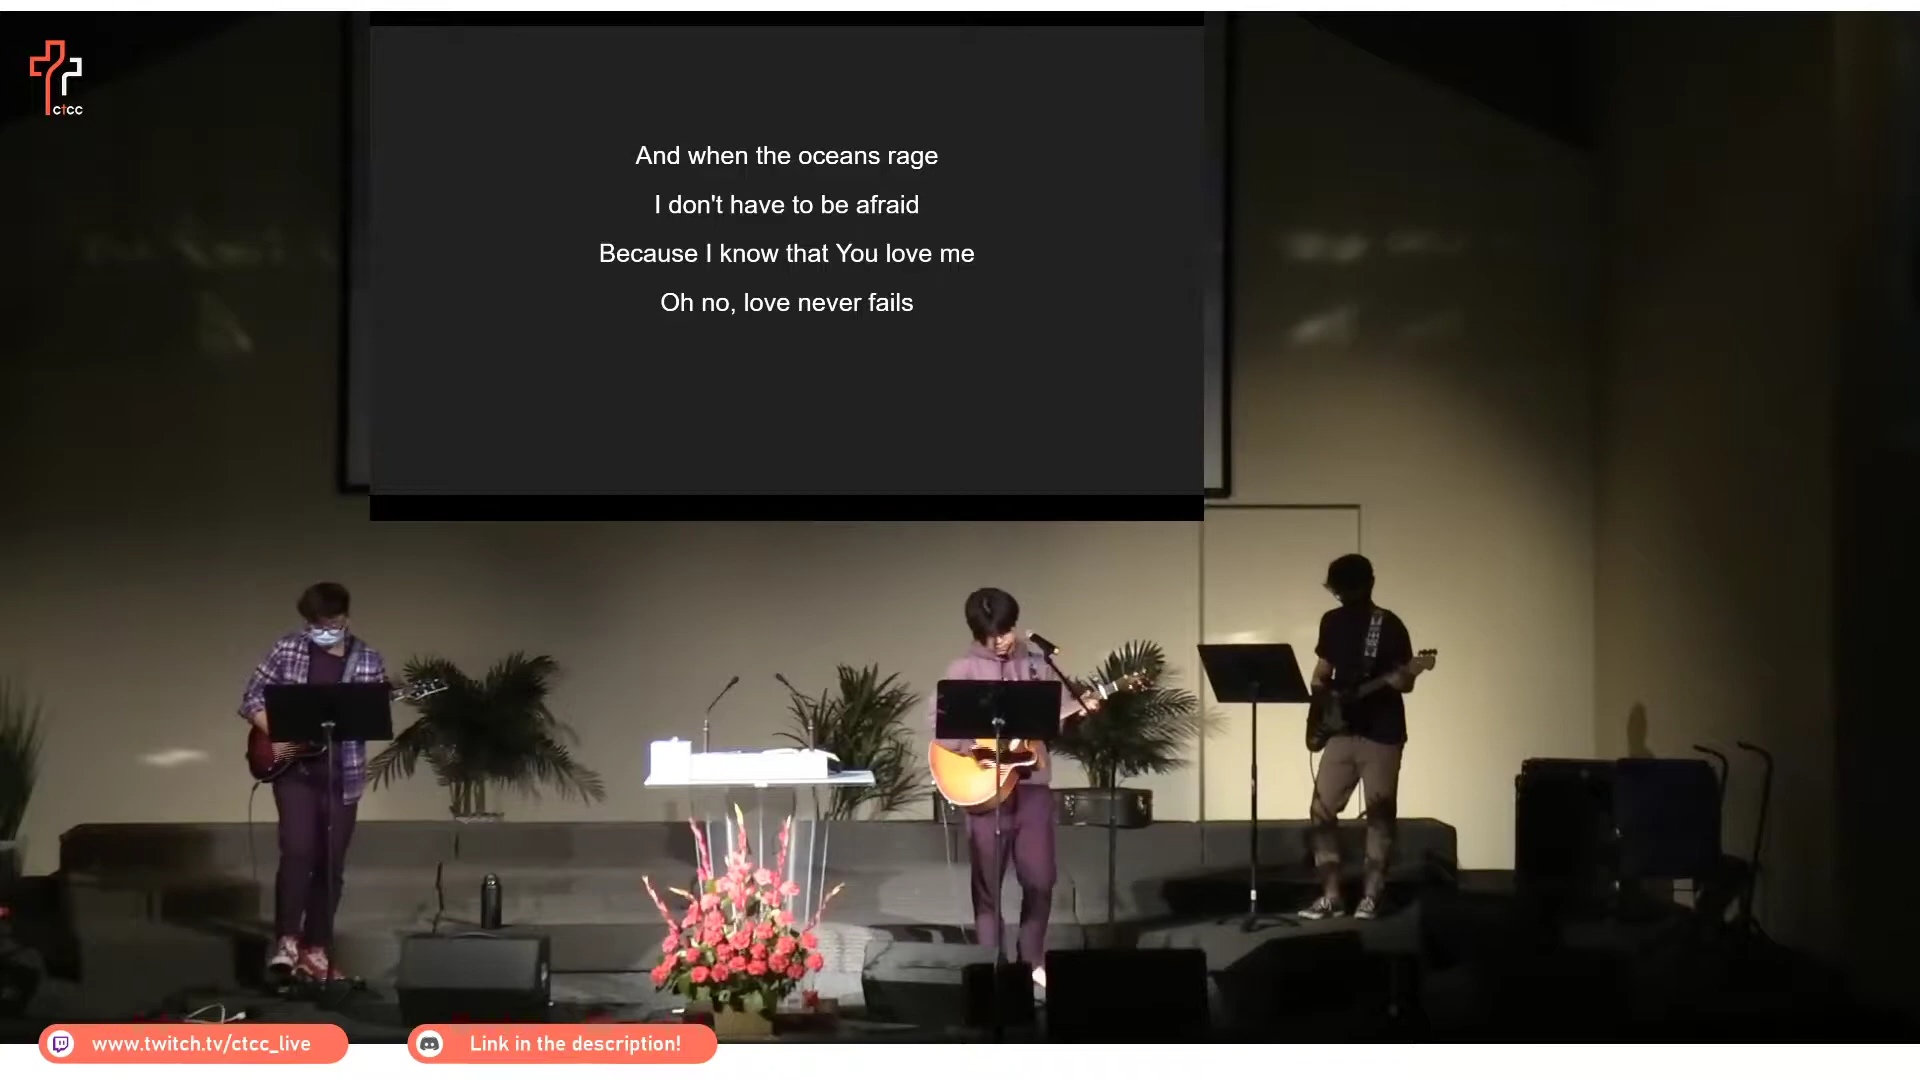 ctcc
And when the oceans rage
I don't have to be afraid
Because I know that You love me
Oh no, love never fails
www.twitch.tv/ctcc_live
Link in the description!